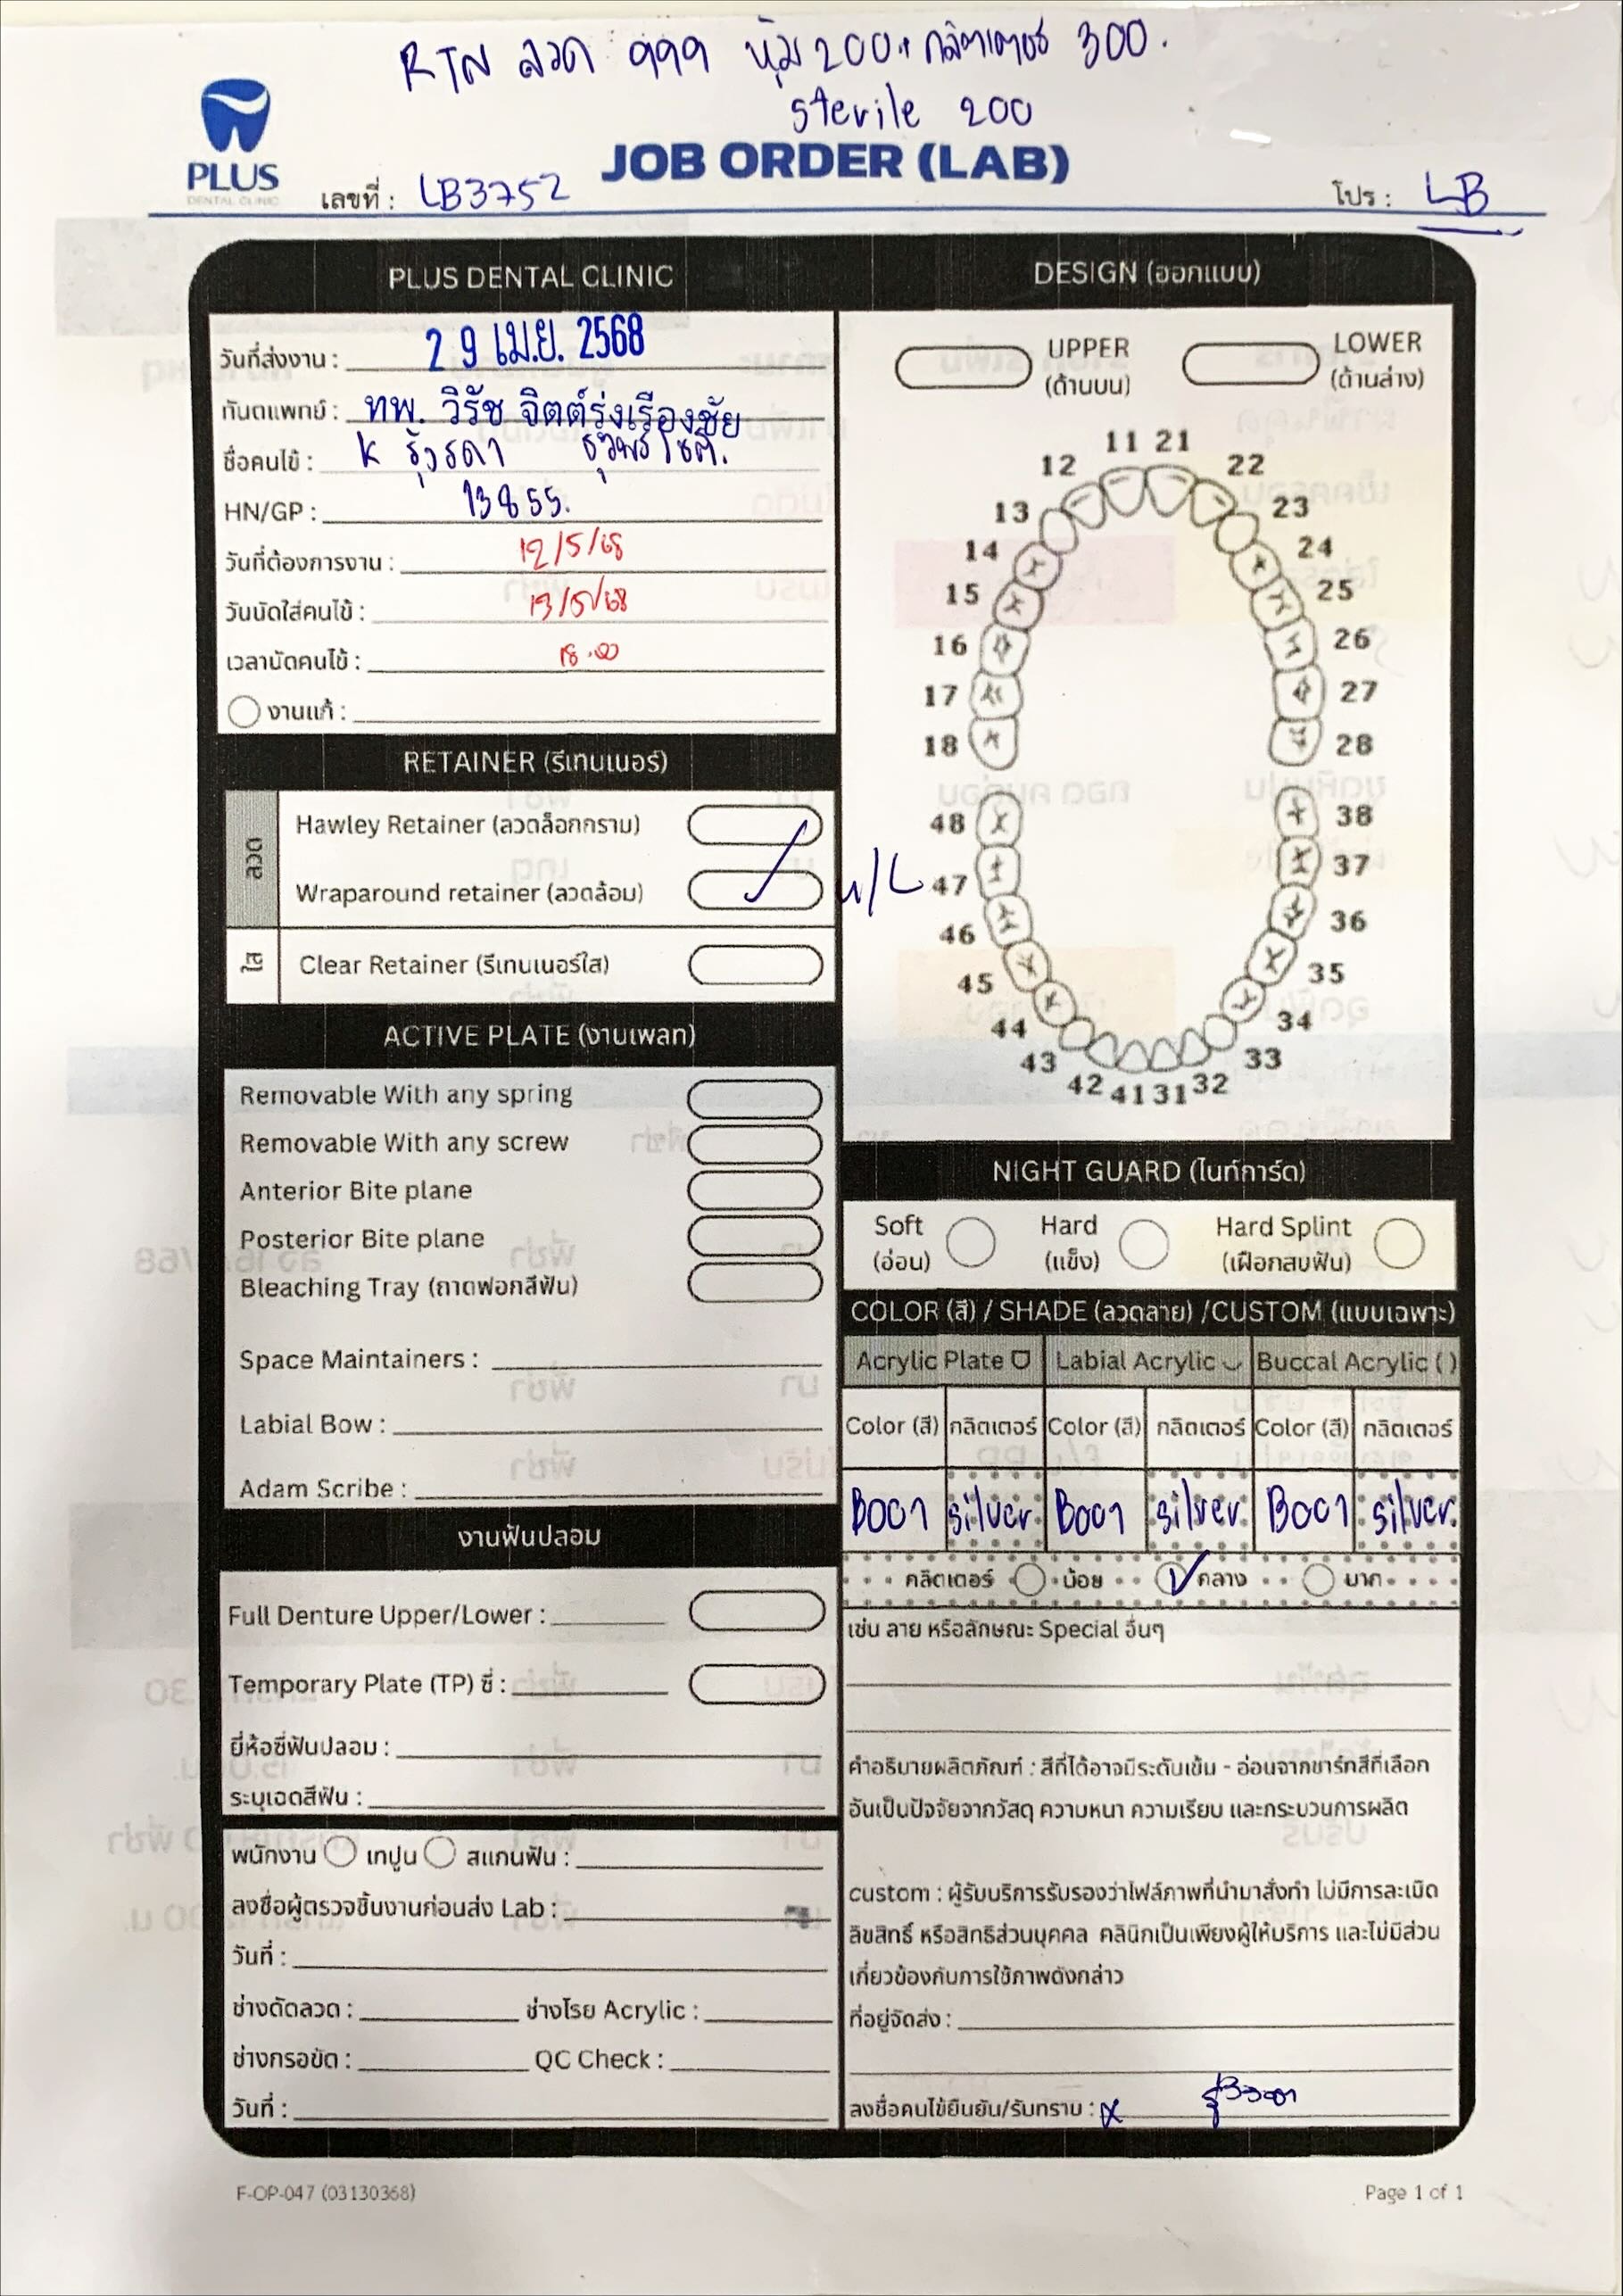 RTN ลวด 999 หุ้ม 200.+ กลิตเตอร์ 300.
sterile 200
PLUS
DENTAL CLINIC
JOB ORDER (LAB)
เลขที่ : LB3752
โปร : LB
PLUS DENTAL CLINIC
วันที่ส่งงาน : 29 เม.ย. 2568
ทันตแพทย์ : ทพ. วิรัช จิตต์รุ่งเรืองชัย
ชื่อคนไข้ : K รุ้งรดา
HN/GP : 13855.
วันที่ต้องการงาน : 12/5/68
วันนัดใส่คนไข้ : 13/5/68
เวลานัดคนไข้ : 18.00
งานแก้ :
RETAINER (รีเทนเนอร์)
ลวด
Hawley Retainer (ลวดล็อกกราม)
Wraparound retainer (ลวดล้อม) u/L
ใส
Clear Retainer (รีเทนเนอร์ใส)
ACTIVE PLATE (งานเพลท)
Removable With any spring
Removable With any screw
Anterior Bite plane
Posterior Bite plane
Bleaching Tray (ถาดฟอกสีฟัน)
Space Maintainers :
Labial Bow :
Adam Scribe :
งานฟันปลอม
Full Denture Upper/Lower :
Temporary Plate (TP) ซี่ :
ยี่ห้อซี่ฟันปลอม :
ระบุเฉดสีฟัน :
พนักงาน เทปูน สแกนฟัน :
ลงชื่อผู้ตรวจชิ้นงานก่อนส่ง Lab :
วันที่ :
ช่างดัดลวด : ช่างโรย Acrylic :
ช่างกรอขัด : QC Check :
วันที่ :
DESIGN (ออกแบบ)
UPPER LOWER
(ด้านบน) (ด้านล่าง)
11 21
12 22
13 23
14 24
15 25
16 26
17 27
18 28
48 38
47 37
46 36
45 35
44 34
43 33
42 41 31 32
NIGHT GUARD (ไนท์การ์ด)
Soft Hard Hard Splint
(อ่อน) (แข็ง) (เฝือกสบฟัน)
COLOR (สี) / SHADE (ลวดลาย) /CUSTOM (แบบเฉพาะ)
Acrylic Plate Labial Acrylic Buccal Acrylic ( )
Color (สี) กลิตเตอร์ Color (สี) กลิตเตอร์ Color (สี) กลิตเตอร์
B001 silver B001 silver. B001 silver.
กลิตเตอร์ น้อย กลาง มาก
เช่น ลาย หรือลักษณะ Special อื่นๆ
คำอธิบายผลิตภัณฑ์ : สีที่ได้อาจมีระดับเข้ม - อ่อนจากชาร์ทสีที่เลือก
อันเป็นปัจจัยจากวัสดุ ความหนา ความเรียบ และกระบวนการผลิต
custom : ผู้รับบริการรับรองว่าไฟล์ภาพที่นำมาสั่งทำ ไม่มีการละเมิด
ลิขสิทธิ์ หรือสิทธิส่วนบุคคล คลินิกเป็นเพียงผู้ให้บริการ และไม่มีส่วน
เกี่ยวข้องกับการใช้ภาพดังกล่าว
ที่อยู่จัดส่ง :
ลงชื่อคนไข้ยืนยัน/รับทราบ : x
F-OP-047 (03130368)
Page 1 of 1